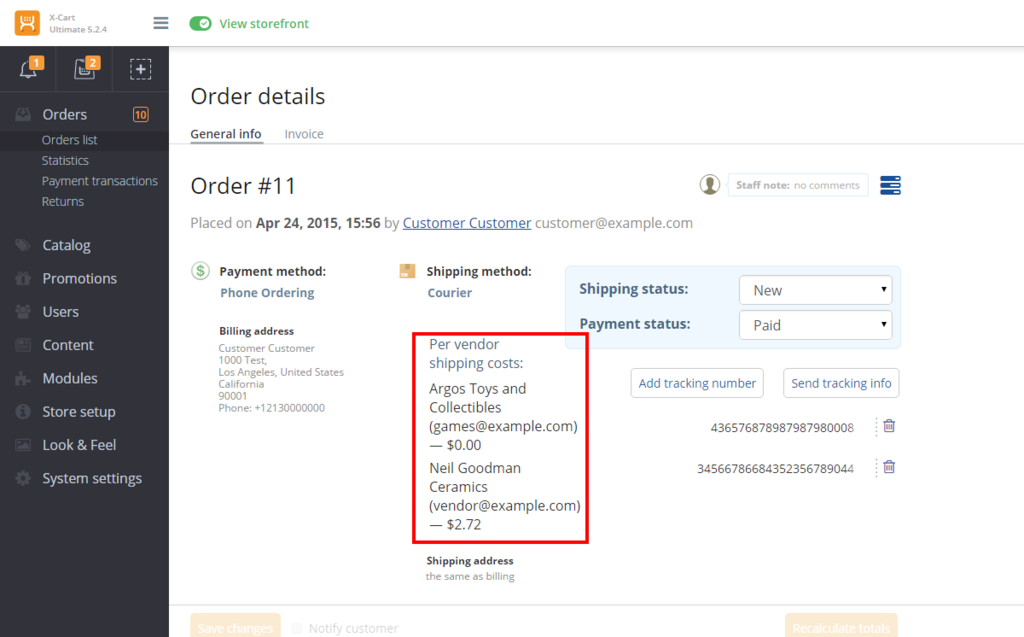 X-Cart
Ultimate 5.2.4
View storefront
1
2
Orders
10
Orders list
Statistics
Payment transactions
Returns
Catalog
Promotions
Users
Content
Modules
Store setup
Look & Feel
System settings
Order details
General info
Invoice
Order #11
Staff note: no comments
Placed on Apr 24, 2015, 15:56 by Customer Customer customer@example.com
Payment method:
Phone Ordering
Billing address
Customer Customer
1000 Test,
Los Angeles, United States
California
90001
Phone: +12130000000
Shipping method:
Courier
Per vendor
shipping costs:
Argos Toys and
Collectibles
(games@example.com)
— $0.00
Neil Goodman
Ceramics
(vendor@example.com)
— $2.72
Shipping address
the same as billing
Shipping status:
New
Payment status:
Paid
Add tracking number
Send tracking info
436576878987987980008
34566786684352356789044
Save changes
Notify customer
Recalculate totals